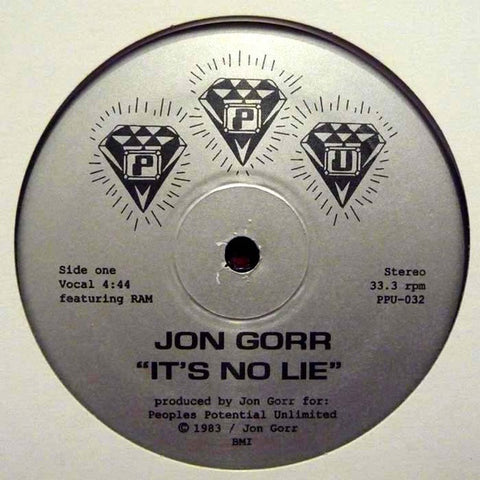 P P U
Side one
Vocal 4:44
featuring RAM
Stereo
33.3 rpm
PPU-032
JON GORR
"IT'S NO LIE"
produced by Jon Gorr for:
Peoples Potential Unlimited
© 1983 / Jon Gorr
BMI